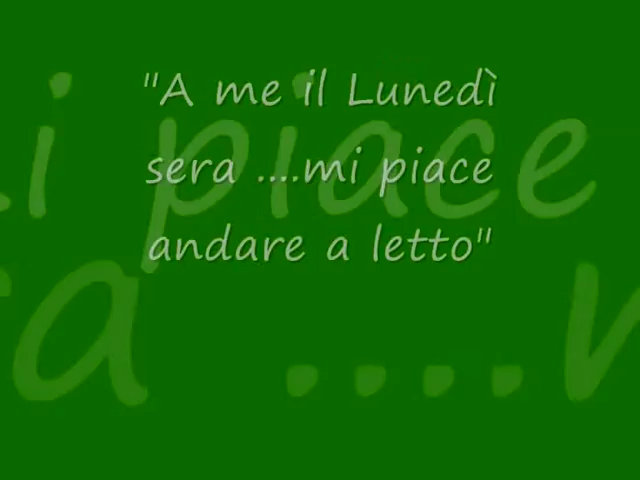 "A me il Lunedì
sera ....mi piace
andare a letto"